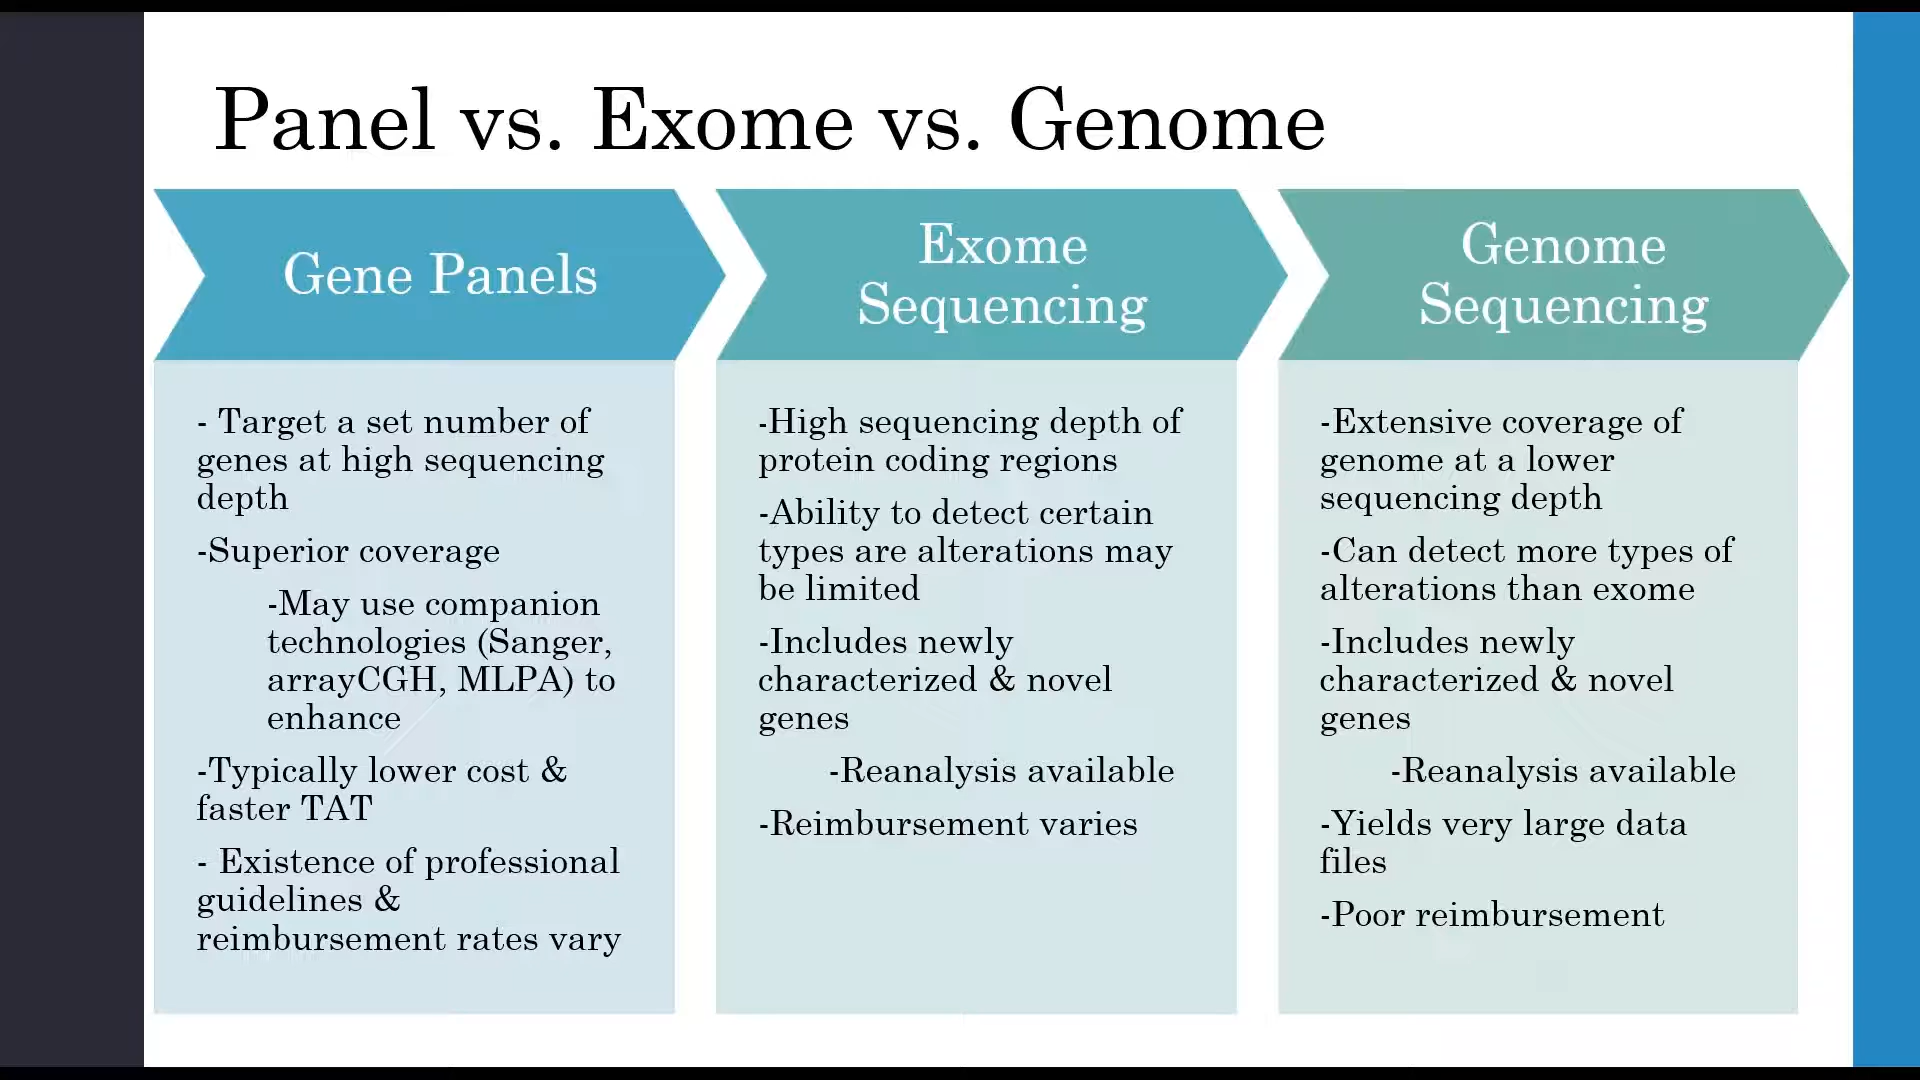 Panel vs. Exome vs. Genome
Gene Panels
- Target a set number of
genes at high sequencing
depth
-Superior coverage
-May use companion
technologies (Sanger,
arrayCGH, MLPA) to
enhance
-Typically lower cost &
faster TAT
- Existence of professional
guidelines &
reimbursement rates vary
Exome
Sequencing
-High sequencing depth of
protein coding regions
-Ability to detect certain
types are alterations may
be limited
-Includes newly
characterized & novel
genes
-Reanalysis available
-Reimbursement varies
Genome
Sequencing
-Extensive coverage of
genome at a lower
sequencing depth
-Can detect more types of
alterations than exome
-Includes newly
characterized & novel
genes
-Reanalysis available
-Yields very large data
files
-Poor reimbursement